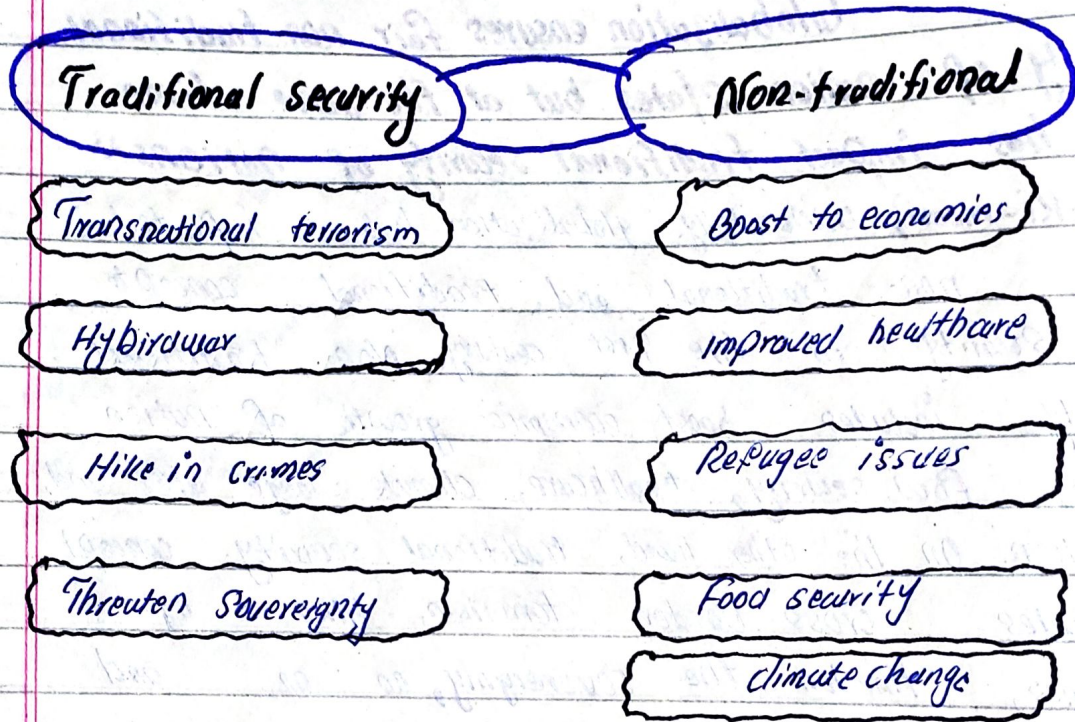 Traditional security
Non-traditional
Transnational terrorism
Boost to economies
Hybirdwar
improved healthcare
Hike in crimes
Refugee issues
Threaten Sovereignty
Food security
climate change